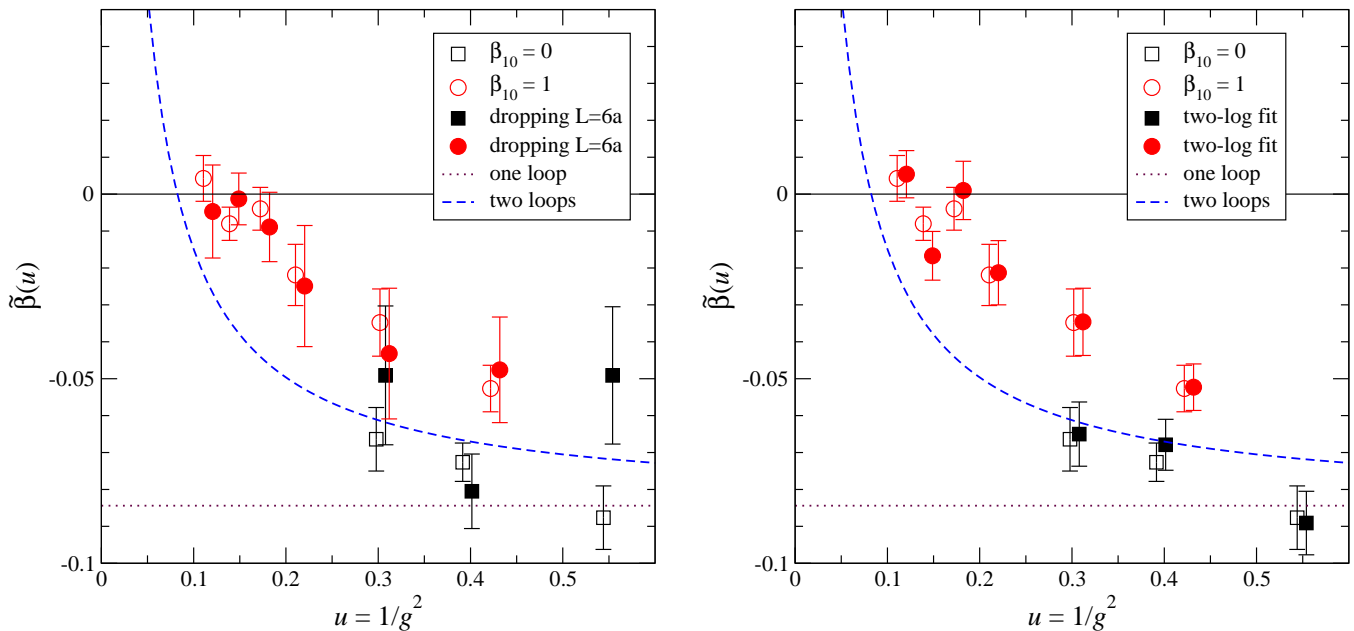 β₁₀ = 0
β₁₀ = 1
dropping L=6a
dropping L=6a
one loop
two loops
0
-0.05
-0.1
β̃(u)
0
0.1
0.2
0.3
0.4
0.5
u = 1/g²
β₁₀ = 0
β₁₀ = 1
two-log fit
two-log fit
one loop
two loops
0
-0.05
-0.1
β̃(u)
0
0.1
0.2
0.3
0.4
0.5
u = 1/g²